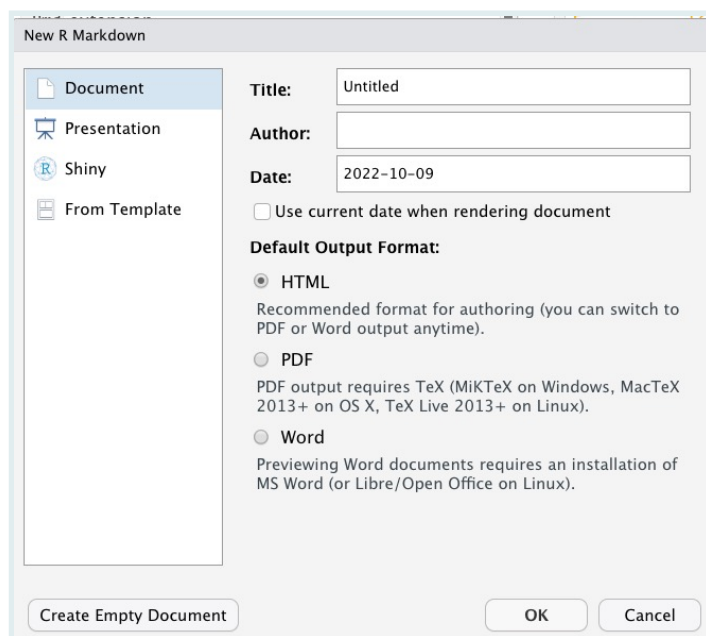 New R Markdown
Document
Presentation
R Shiny
From Template
Title: Untitled
Author:
Date: 2022-10-09
Use current date when rendering document
Default Output Format:
HTML
Recommended format for authoring (you can switch to
PDF or Word output anytime).
PDF
PDF output requires TeX (MiKTeX on Windows, MacTeX
2013+ on OS X, TeX Live 2013+ on Linux).
Word
Previewing Word documents requires an installation of
MS Word (or Libre/Open Office on Linux).
Create Empty Document
OK Cancel